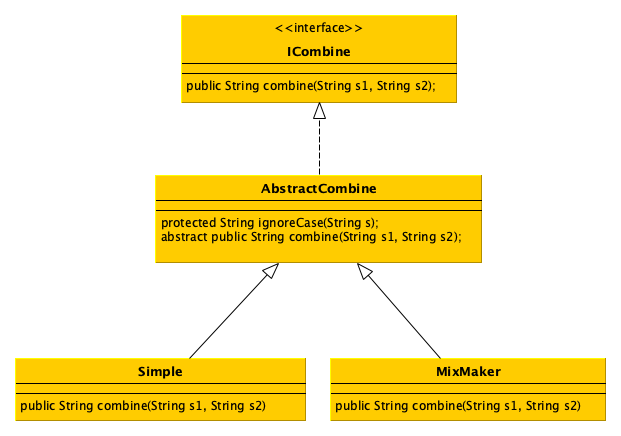 <<interface>>
ICombine
public String combine(String s1, String s2);
AbstractCombine
protected String ignoreCase(String s);
abstract public String combine(String s1, String s2);
Simple
public String combine(String s1, String s2)
MixMaker
public String combine(String s1, String s2)